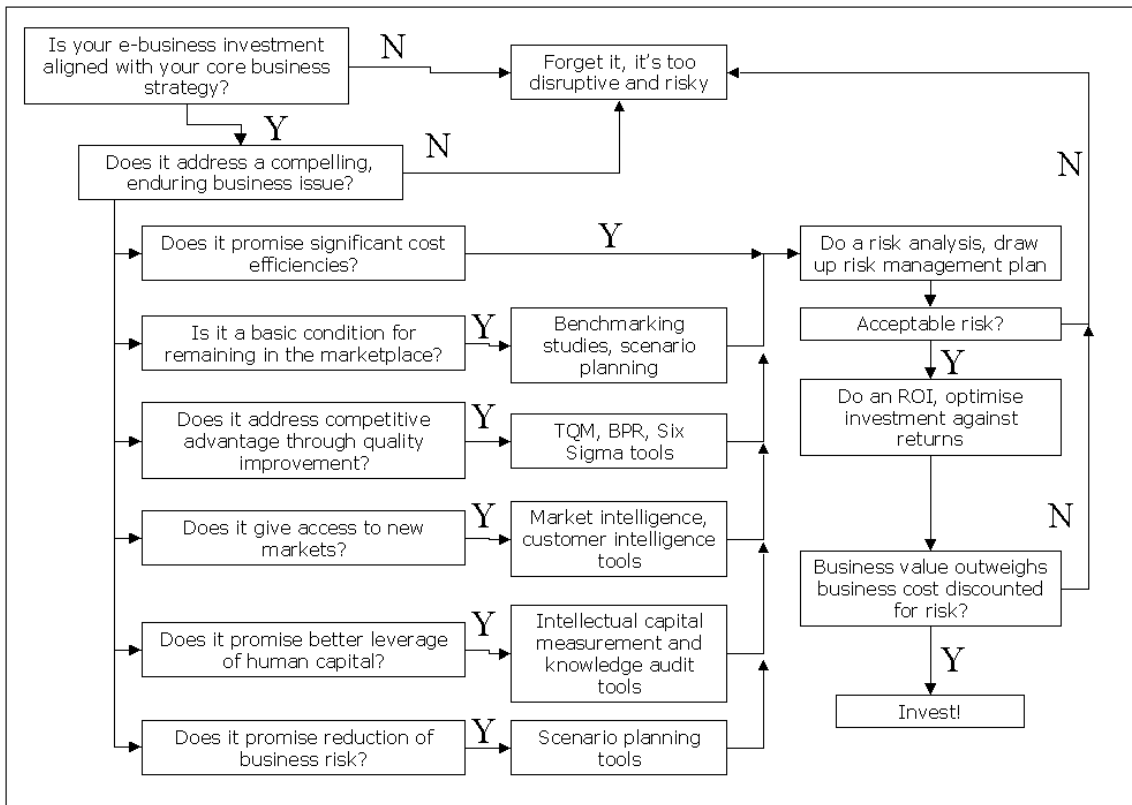 Is your e-business investment
aligned with your core business
strategy?
N
Forget it, it's too
disruptive and risky
Y
Does it address a compelling,
enduring business issue?
N
N
Does it promise significant cost
efficiencies?
Y
Do a risk analysis, draw
up risk management plan
Is it a basic condition for
remaining in the marketplace?
Y
Benchmarking
studies, scenario
planning
Acceptable risk?
Y
Does it address competitive
advantage through quality
improvement?
Y
TQM, BPR, Six
Sigma tools
Do an ROI, optimise
investment against
returns
Does it give access to new
markets?
Y
Market intelligence,
customer intelligence
tools
N
Business value outweighs
business cost discounted
for risk?
Does it promise better leverage
of human capital?
Y
Intellectual capital
measurement and
knowledge audit
tools
Y
Invest!
Does it promise reduction of
business risk?
Y
Scenario planning
tools